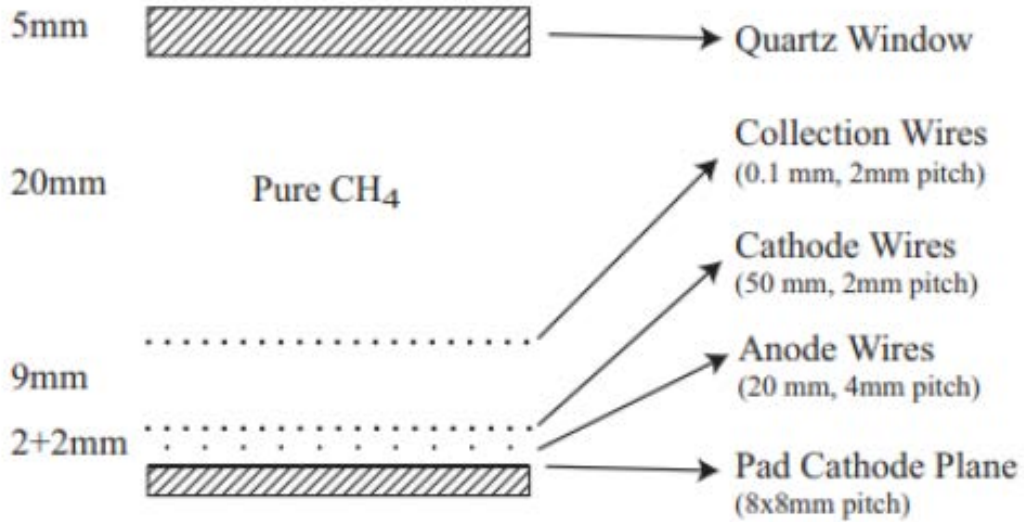 5mm
Quartz Window
Collection Wires
(0.1 mm, 2mm pitch)
20mm
Pure CH₄
Cathode Wires
(50 mm, 2mm pitch)
Anode Wires
(20 mm, 4mm pitch)
9mm
2+2mm
Pad Cathode Plane
(8x8mm pitch)